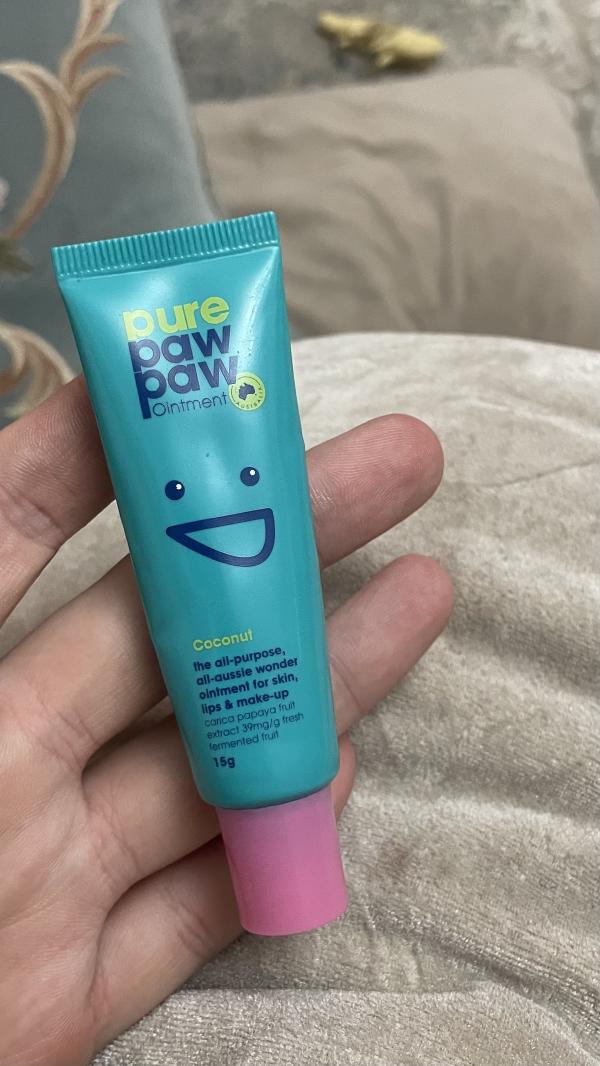 pure
paw
paw
Ointment
AUSTRALIA
Coconut
the all-purpose,
all-aussie wonder
ointment for skin,
lips & make-up
carica papaya fruit
extract 39mg/g fresh
fermented fruit
15g